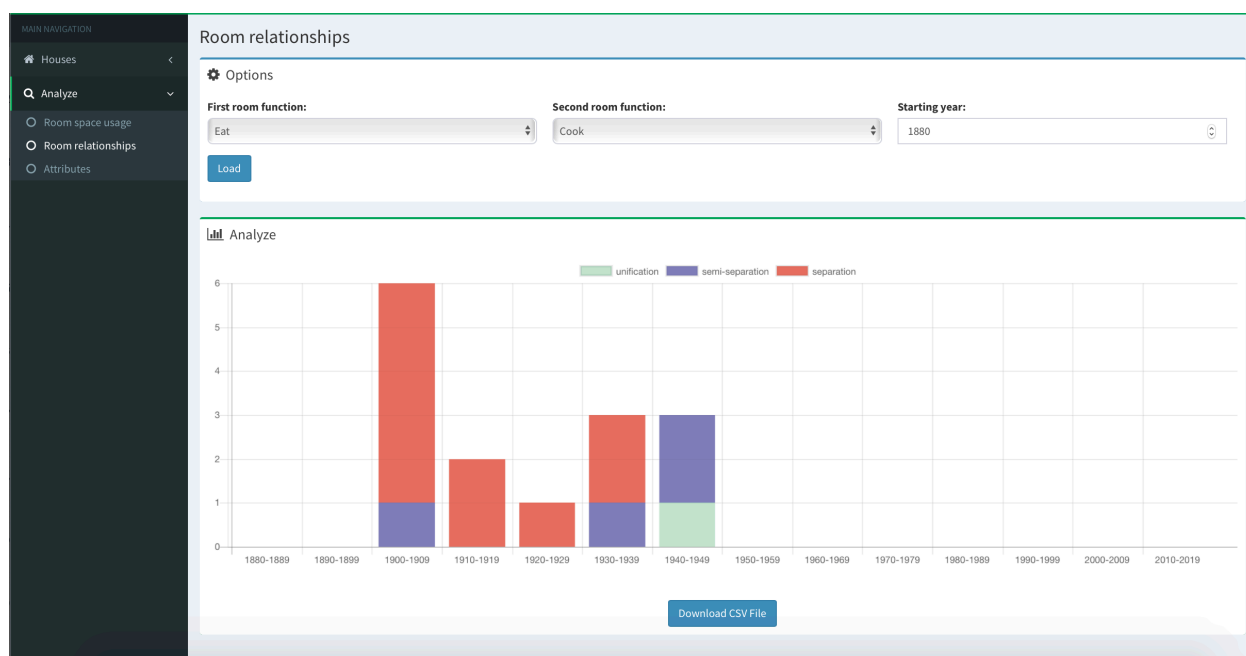 MAIN NAVIGATION
Houses
Analyze
Room space usage
Room relationships
Attributes
Room relationships
Options
First room function: Second room function: Starting year:
Eat Cook 1880
Load
Analyze
unification semi-separation separation
6
5
4
3
2
1
0
1880-1889 1890-1899 1900-1909 1910-1919 1920-1929 1930-1939 1940-1949 1950-1959 1960-1969 1970-1979 1980-1989 1990-1999 2000-2009 2010-2019
Download CSV File